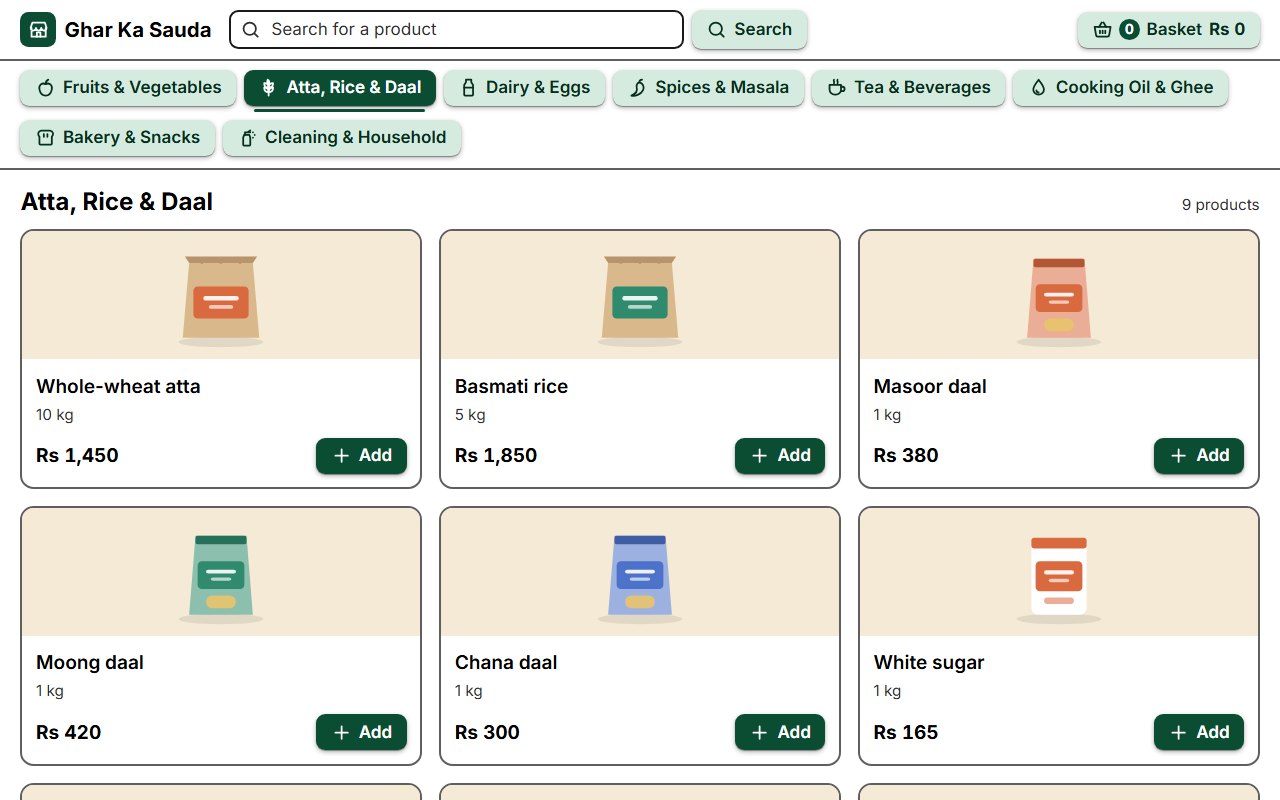 Ghar Ka Sauda
Search for a product
Search
0 Basket Rs 0
Fruits & Vegetables
Atta, Rice & Daal
Dairy & Eggs
Spices & Masala
Tea & Beverages
Cooking Oil & Ghee
Bakery & Snacks
Cleaning & Household
Atta, Rice & Daal
9 products
Whole-wheat atta
10 kg
Rs 1,450
Add
Basmati rice
5 kg
Rs 1,850
Add
Masoor daal
1 kg
Rs 380
Add
Moong daal
1 kg
Rs 420
Add
Chana daal
1 kg
Rs 300
Add
White sugar
1 kg
Rs 165
Add